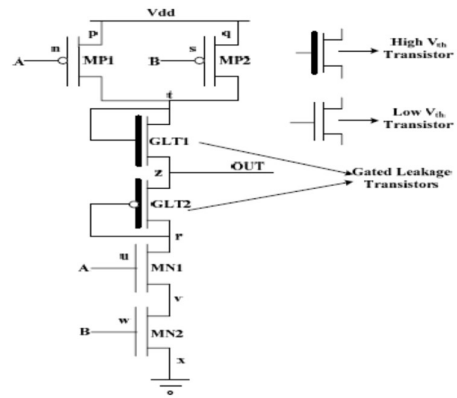 Vdd
p
q
n
s
A
MP1
B
MP2
High Vth
Transistor
t
Low Vth
Transistor
GLT1
z
OUT
Gated Leakage
Transistors
GLT2
r
u
A
MN1
v
w
B
MN2
x